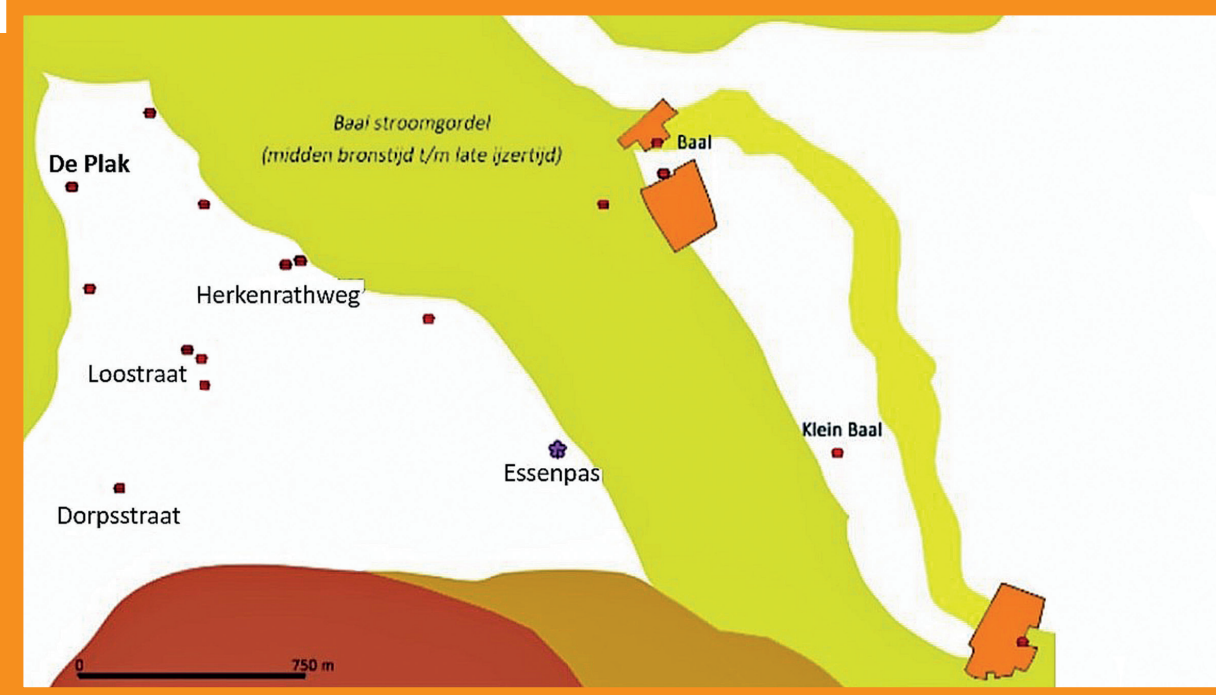 Baal stroomgordel
(midden bronstijd t/m late ijzertijd)
Baal
De Plak
Herkenrathweg
Loostraat
Klein Baal
Essenpas
Dorpsstraat
0 750 m